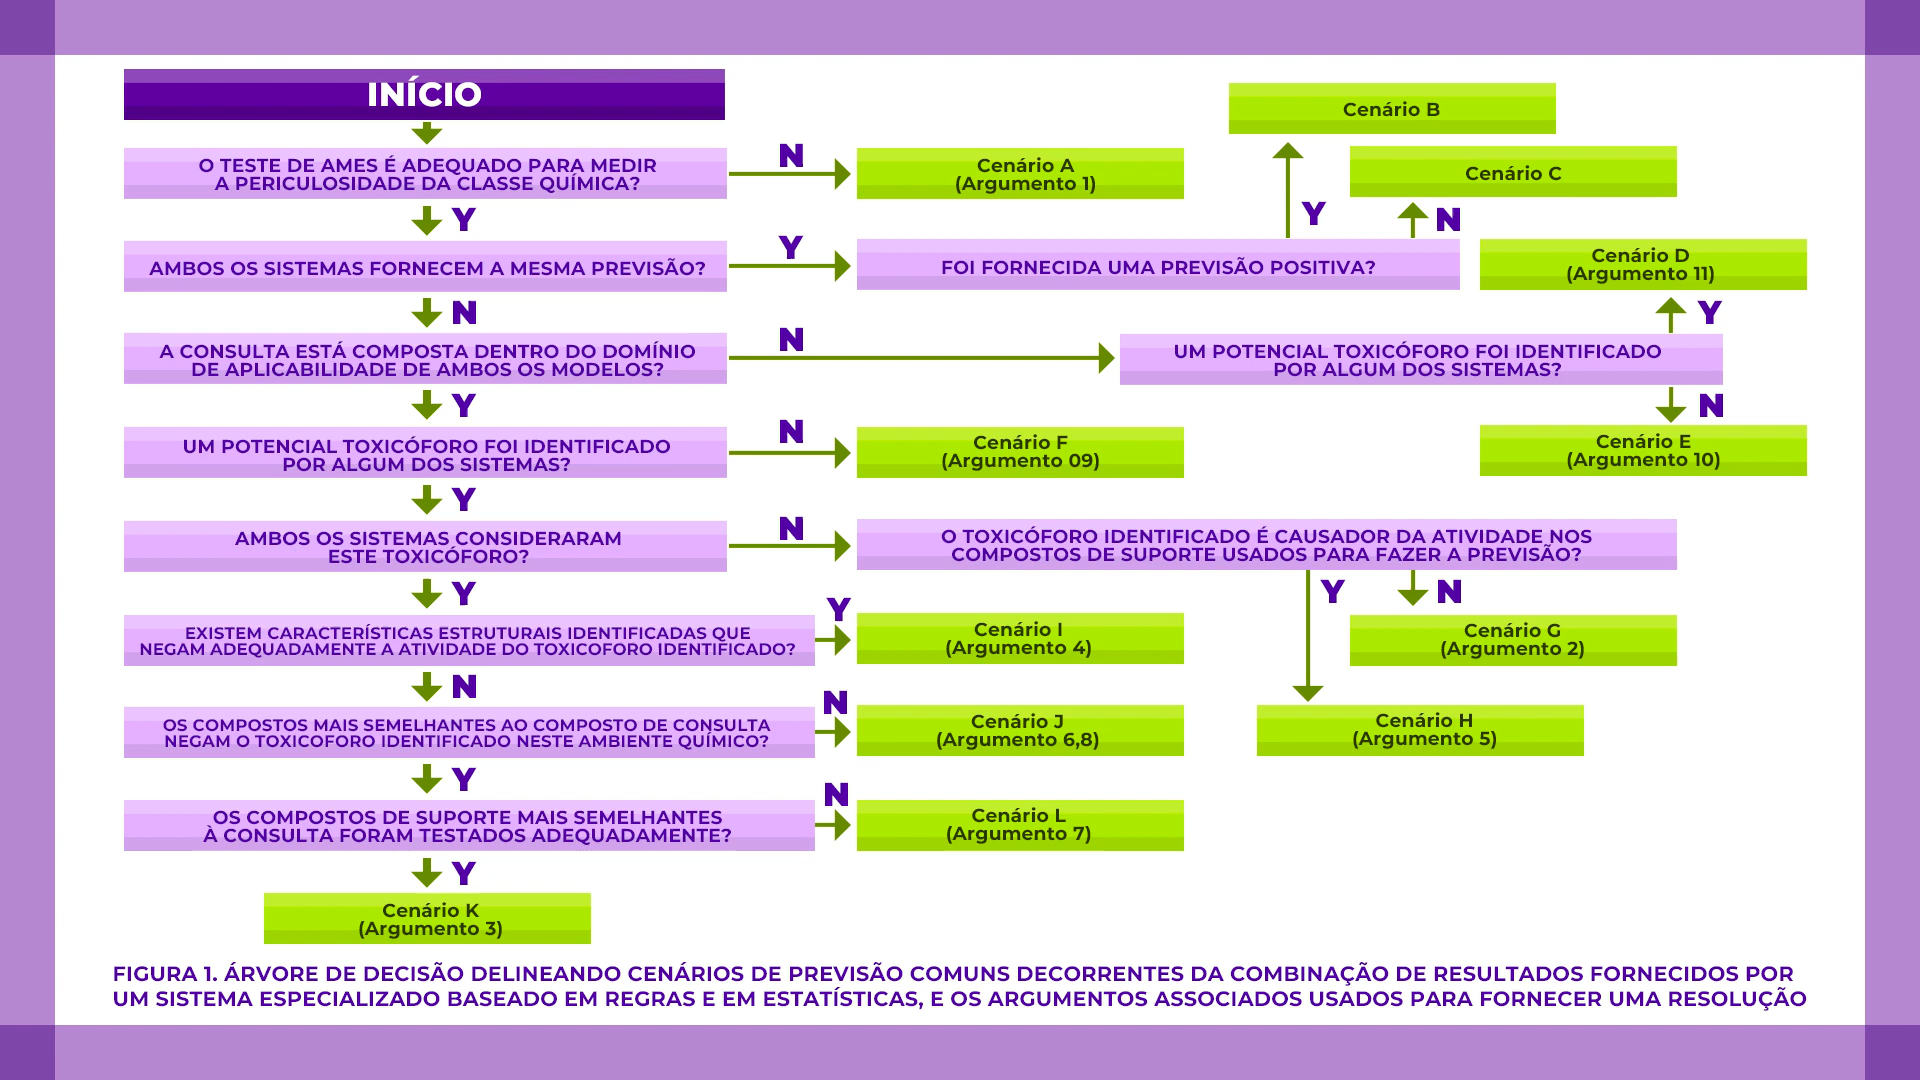 INÍCIO
O TESTE DE AMES É ADEQUADO PARA MEDIR
A PERICULOSIDADE DA CLASSE QUÍMICA?
N
Cenário A
(Argumento 1)
Y
AMBOS OS SISTEMAS FORNECEM A MESMA PREVISÃO?
Y
FOI FORNECIDA UMA PREVISÃO POSITIVA?
Y
Cenário B
N
Cenário C
N
A CONSULTA ESTÁ COMPOSTA DENTRO DO DOMÍNIO
DE APLICABILIDADE DE AMBOS OS MODELOS?
N
UM POTENCIAL TOXICÓFORO FOI IDENTIFICADO
POR ALGUM DOS SISTEMAS?
Y
Cenário D
(Argumento 11)
N
Cenário E
(Argumento 10)
Y
UM POTENCIAL TOXICÓFORO FOI IDENTIFICADO
POR ALGUM DOS SISTEMAS?
N
Cenário F
(Argumento 09)
Y
AMBOS OS SISTEMAS CONSIDERARAM
ESTE TOXICÓFORO?
N
O TOXICÓFORO IDENTIFICADO É CAUSADOR DA ATIVIDADE NOS
COMPOSTOS DE SUPORTE USADOS PARA FAZER A PREVISÃO?
Y
N
Cenário G
(Argumento 2)
Cenário H
(Argumento 5)
Y
EXISTEM CARACTERÍSTICAS ESTRUTURAIS IDENTIFICADAS QUE
NEGAM ADEQUADAMENTE A ATIVIDADE DO TOXICOFORO IDENTIFICADO?
Y
Cenário I
(Argumento 4)
N
OS COMPOSTOS MAIS SEMELHANTES AO COMPOSTO DE CONSULTA
NEGAM O TOXICOFORO IDENTIFICADO NESTE AMBIENTE QUÍMICO?
N
Cenário J
(Argumento 6,8)
Y
OS COMPOSTOS DE SUPORTE MAIS SEMELHANTES
À CONSULTA FORAM TESTADOS ADEQUADAMENTE?
N
Cenário L
(Argumento 7)
Y
Cenário K
(Argumento 3)
FIGURA 1. ÁRVORE DE DECISÃO DELINEANDO CENÁRIOS DE PREVISÃO COMUNS DECORRENTES DA COMBINAÇÃO DE RESULTADOS FORNECIDOS POR
UM SISTEMA ESPECIALIZADO BASEADO EM REGRAS E EM ESTATÍSTICAS, E OS ARGUMENTOS ASSOCIADOS USADOS PARA FORNECER UMA RESOLUÇÃO